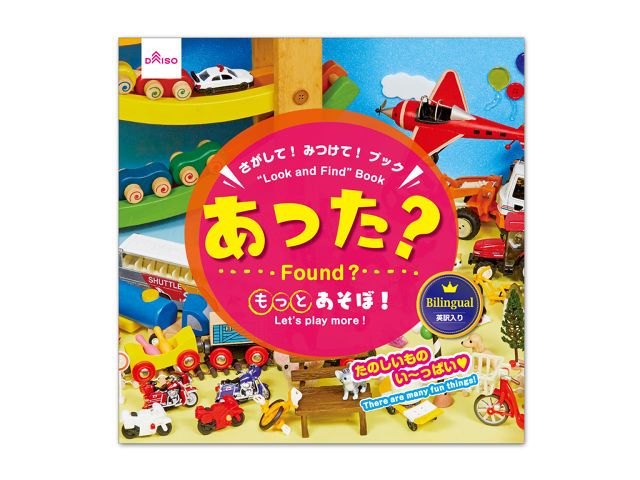 DAISO
さがして！みつけて！ブック
"Look and Find" Book
あった？
Found?
もっとあそぼ！
Let's play more!
Bilingual
英訳入り
SHUTTLE
たのしいもの
い〜っぱい♥
There are many fun things!